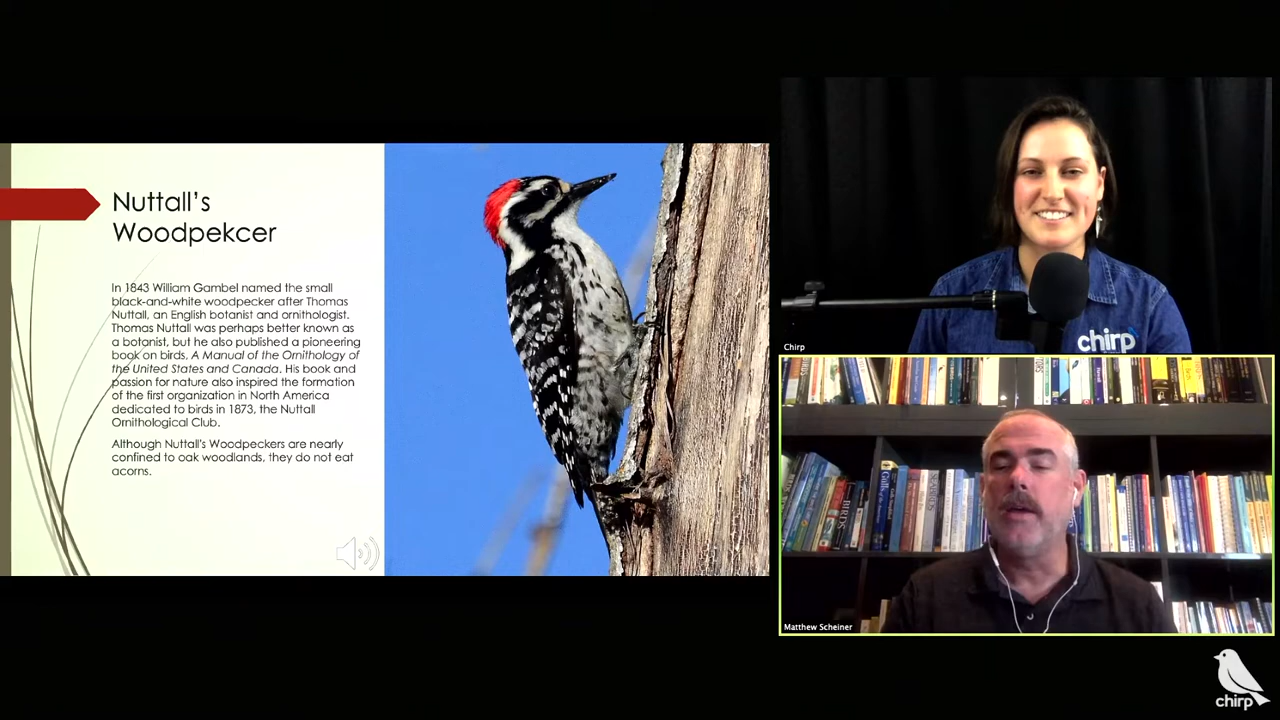 Nuttall's
Woodpekcer
In 1843 William Gambel named the small
black-and-white woodpecker after Thomas
Nuttall, an English botanist and ornithologist.
Thomas Nuttall was perhaps better known as
a botanist, but he also published a pioneering
book on birds, A Manual of the Ornithology of
the United States and Canada. His book and
passion for nature also inspired the formation
of the first organization in North America
dedicated to birds in 1873, the Nuttall
Ornithological Club.
Although Nuttall's Woodpeckers are nearly
confined to oak woodlands, they do not eat
acorns.
chirp
Chirp
BIRDS
Matthew Scheiner
chirp